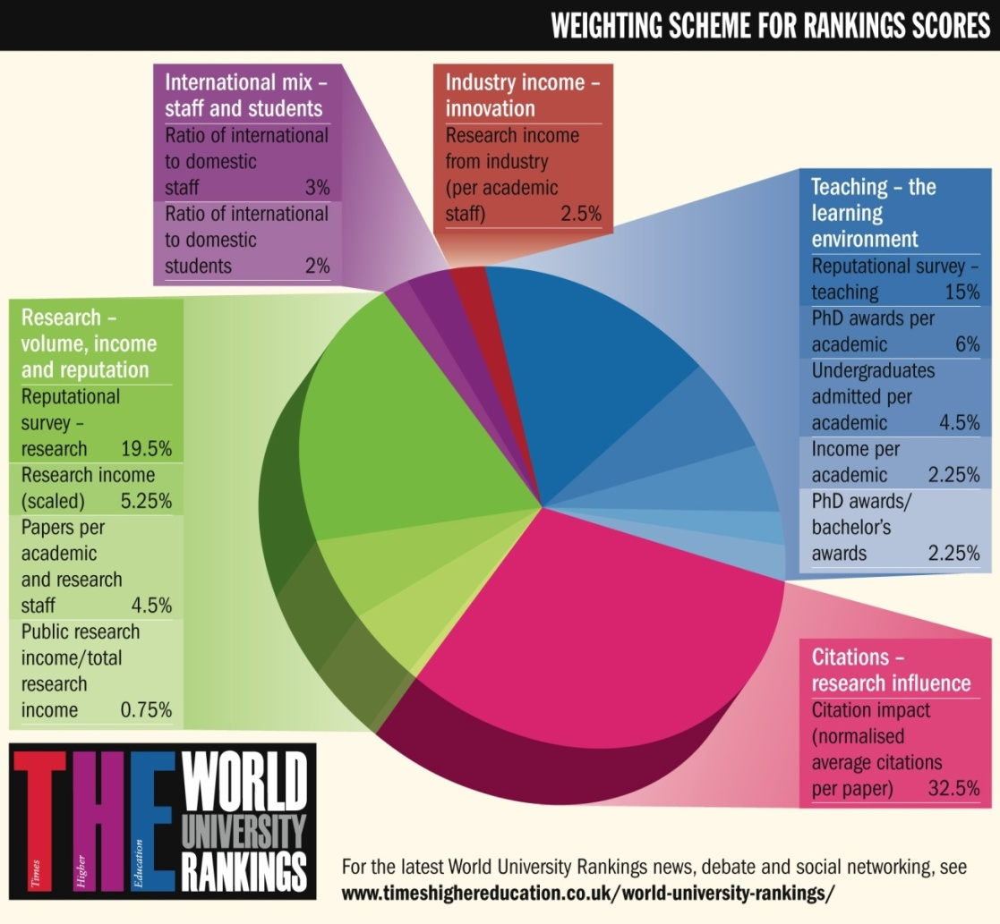 WEIGHTING SCHEME FOR RANKINGS SCORES
International mix –
staff and students
Ratio of international
to domestic
staff 3%
Ratio of international
to domestic
students 2%
Industry income –
innovation
Research income
from industry
(per academic
staff) 2.5%
Teaching – the
learning
environment
Reputational survey –
teaching 15%
PhD awards per
academic 6%
Undergraduates
admitted per
academic 4.5%
Income per
academic 2.25%
PhD awards/
bachelor's
awards 2.25%
Research –
volume, income
and reputation
Reputational
survey –
research 19.5%
Research income
(scaled) 5.25%
Papers per
academic
and research
staff 4.5%
Public research
income/total
research
income 0.75%
Citations –
research influence
Citation impact
(normalised
average citations
per paper) 32.5%
THE
Times
Higher
Education
WORLD
UNIVERSITY
RANKINGS
For the latest World University Rankings news, debate and social networking, see
www.timeshighereducation.co.uk/world-university-rankings/